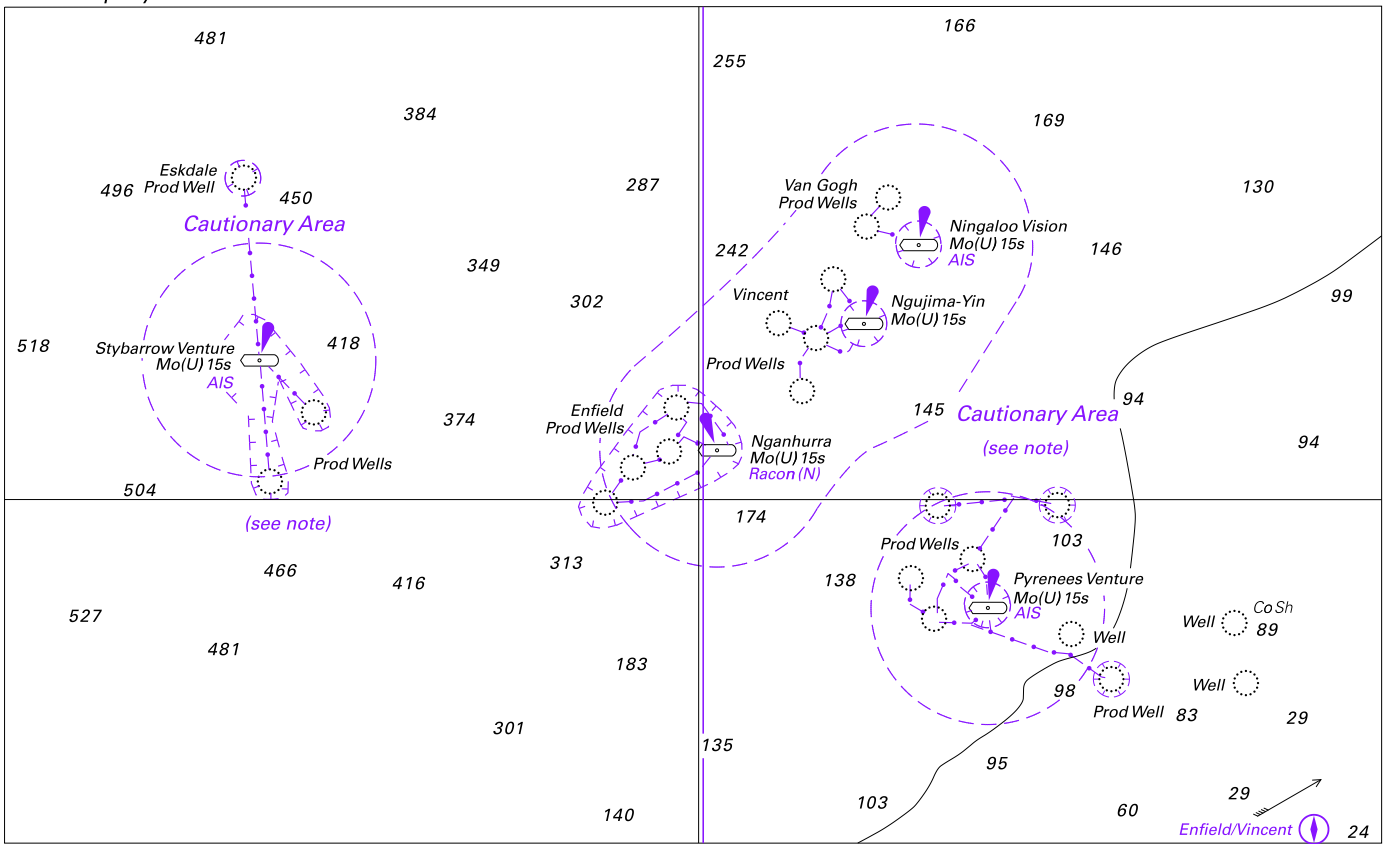 481
166
255
384
169
Eskdale
Prod Well
496
450
287
Van Gogh
Prod Wells
130
Cautionary Area
Ningaloo Vision
Mo(U) 15s
AIS
242
146
349
302
Vincent
Ngujima-Yin
Mo(U) 15s
99
518
Stybarrow Venture
Mo(U) 15s
AIS
418
Prod Wells
374
Enfield
Prod Wells
145
Cautionary Area
(see note)
94
94
Nganhurra
Mo(U) 15s
Racon (N)
Prod Wells
504
(see note)
174
103
Prod Wells
313
466
416
138
Pyrenees Venture
Mo(U) 15s
AIS
527
Well
Co Sh
89
Well
481
183
98
Well
Prod Well
83
29
301
135
95
29
103
60
140
Enfield/Vincent
24